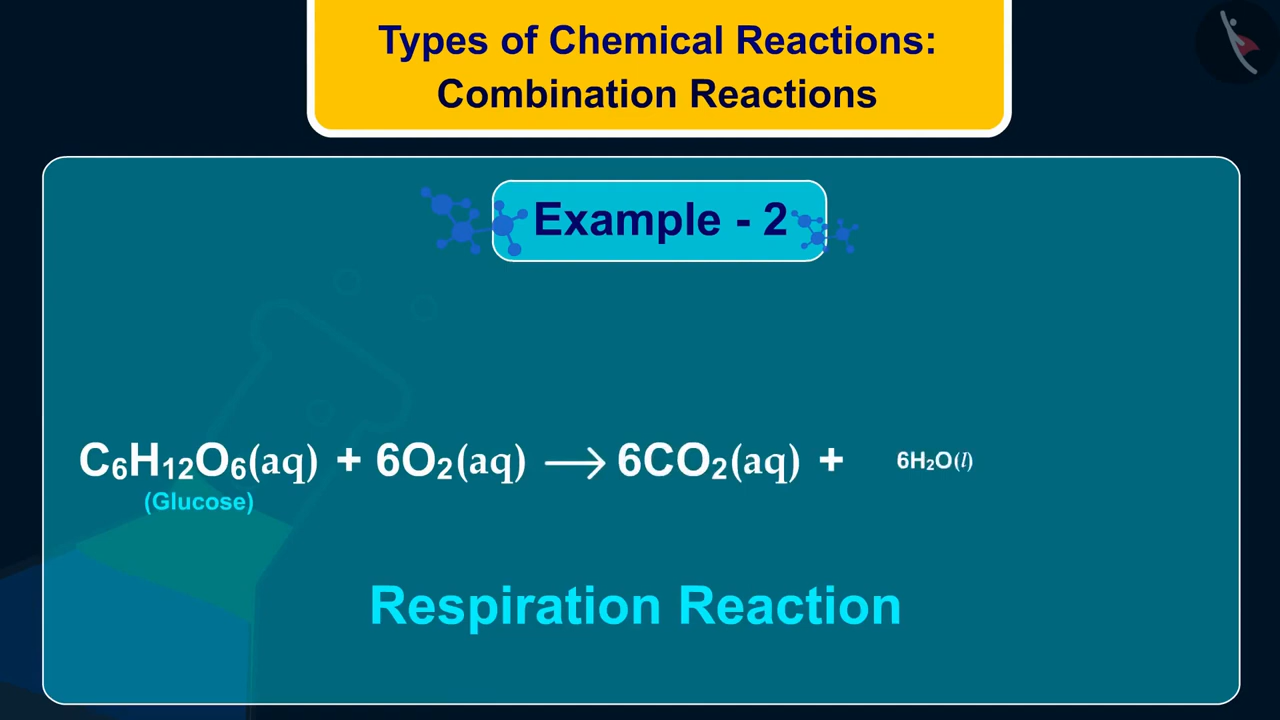 Types of Chemical Reactions:
Combination Reactions
Example - 2
C₆H₁₂O₆(aq) + 6O₂(aq) ⟶ 6CO₂(aq) + 6H₂O(l)
(Glucose)
Respiration Reaction